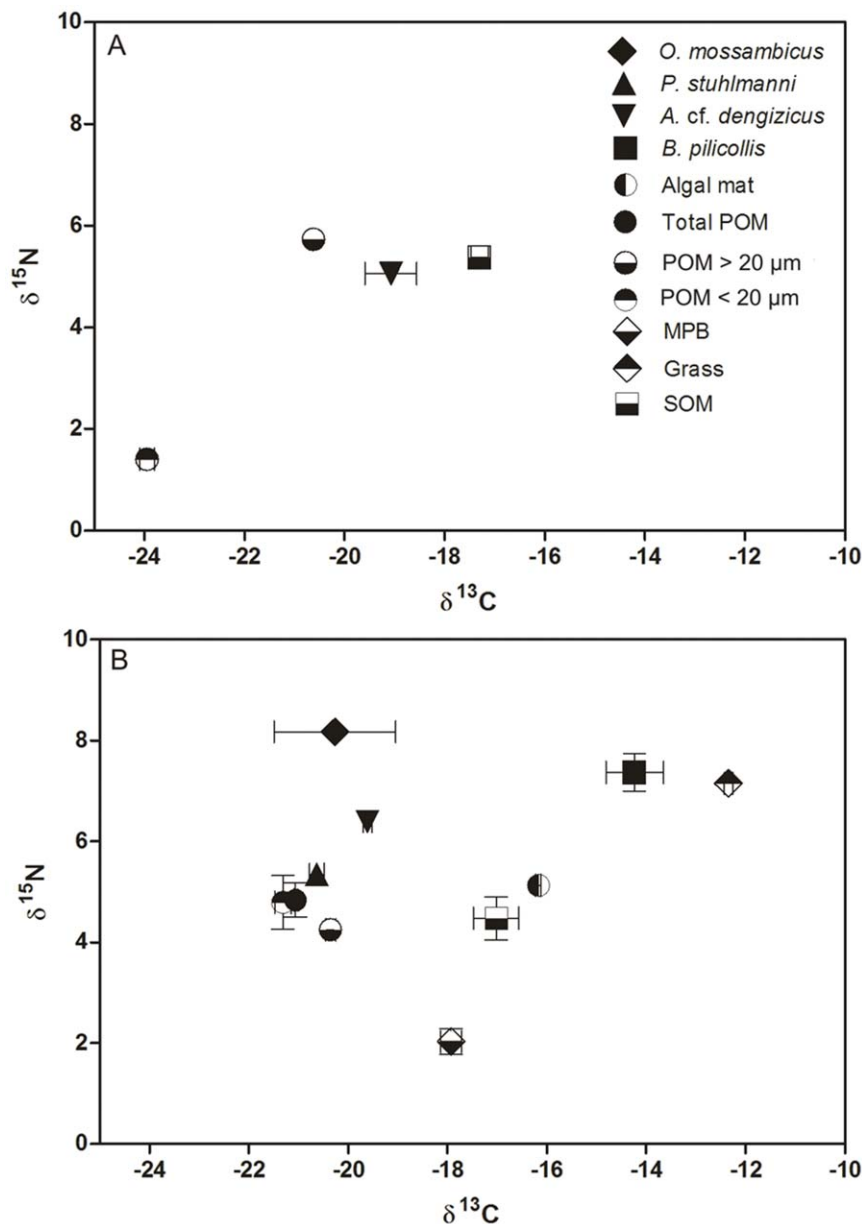 A
10
8
6
4
2
0
δ15N
O. mossambicus
P. stuhlmanni
A. cf. dengizicus
B. pilicollis
Algal mat
Total POM
POM > 20 µm
POM < 20 µm
MPB
Grass
SOM
-24 -22 -20 -18 -16 -14 -12 -10
δ13C
B
10
8
6
4
2
0
δ15N
-24 -22 -20 -18 -16 -14 -12 -10
δ13C